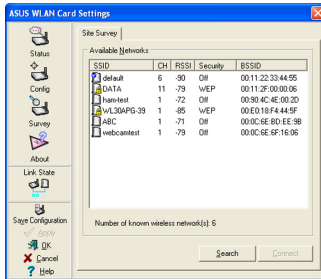 ASUS WLAN Card Settings
Status
Config
Survey
About
Link State
Save Configuration
Apply
OK
Cancel
Help
Site Survey
Available Networks
SSID CH RSSI Security BSSID
default 6 -90 Off 00:11:22:33:44:55
DATA 11 -79 WEP 00:11:2F:00:00:06
ham-test 1 -72 Off 00:90:4C:4E:00:2D
WL30APG-39 1 -85 WEP 00:E0:18:F4:44:5F
ABC 1 -71 Off 00:0C:6E:BD:EE:9B
webcamtest 1 -79 Off 00:0C:6E:6F:16:06
Number of known wireless network(s): 6
Search
Connect